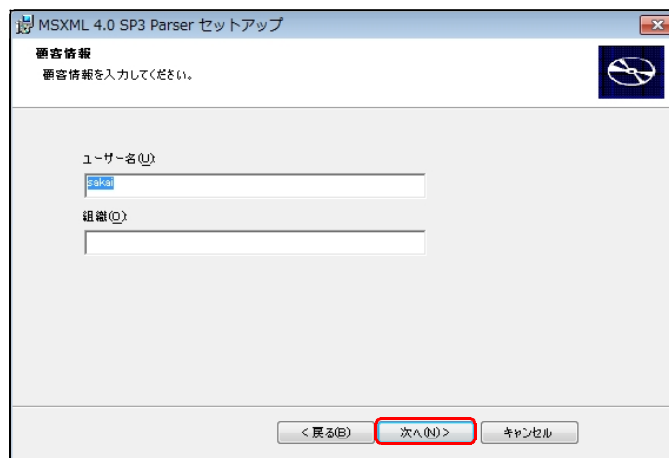 MSXML 4.0 SP3 Parser セットアップ
顧客情報
顧客情報を入力してください。
ユーザー名(U):
sakai
組織(O):
< 戻る(B)
次へ(N) >
キャンセル